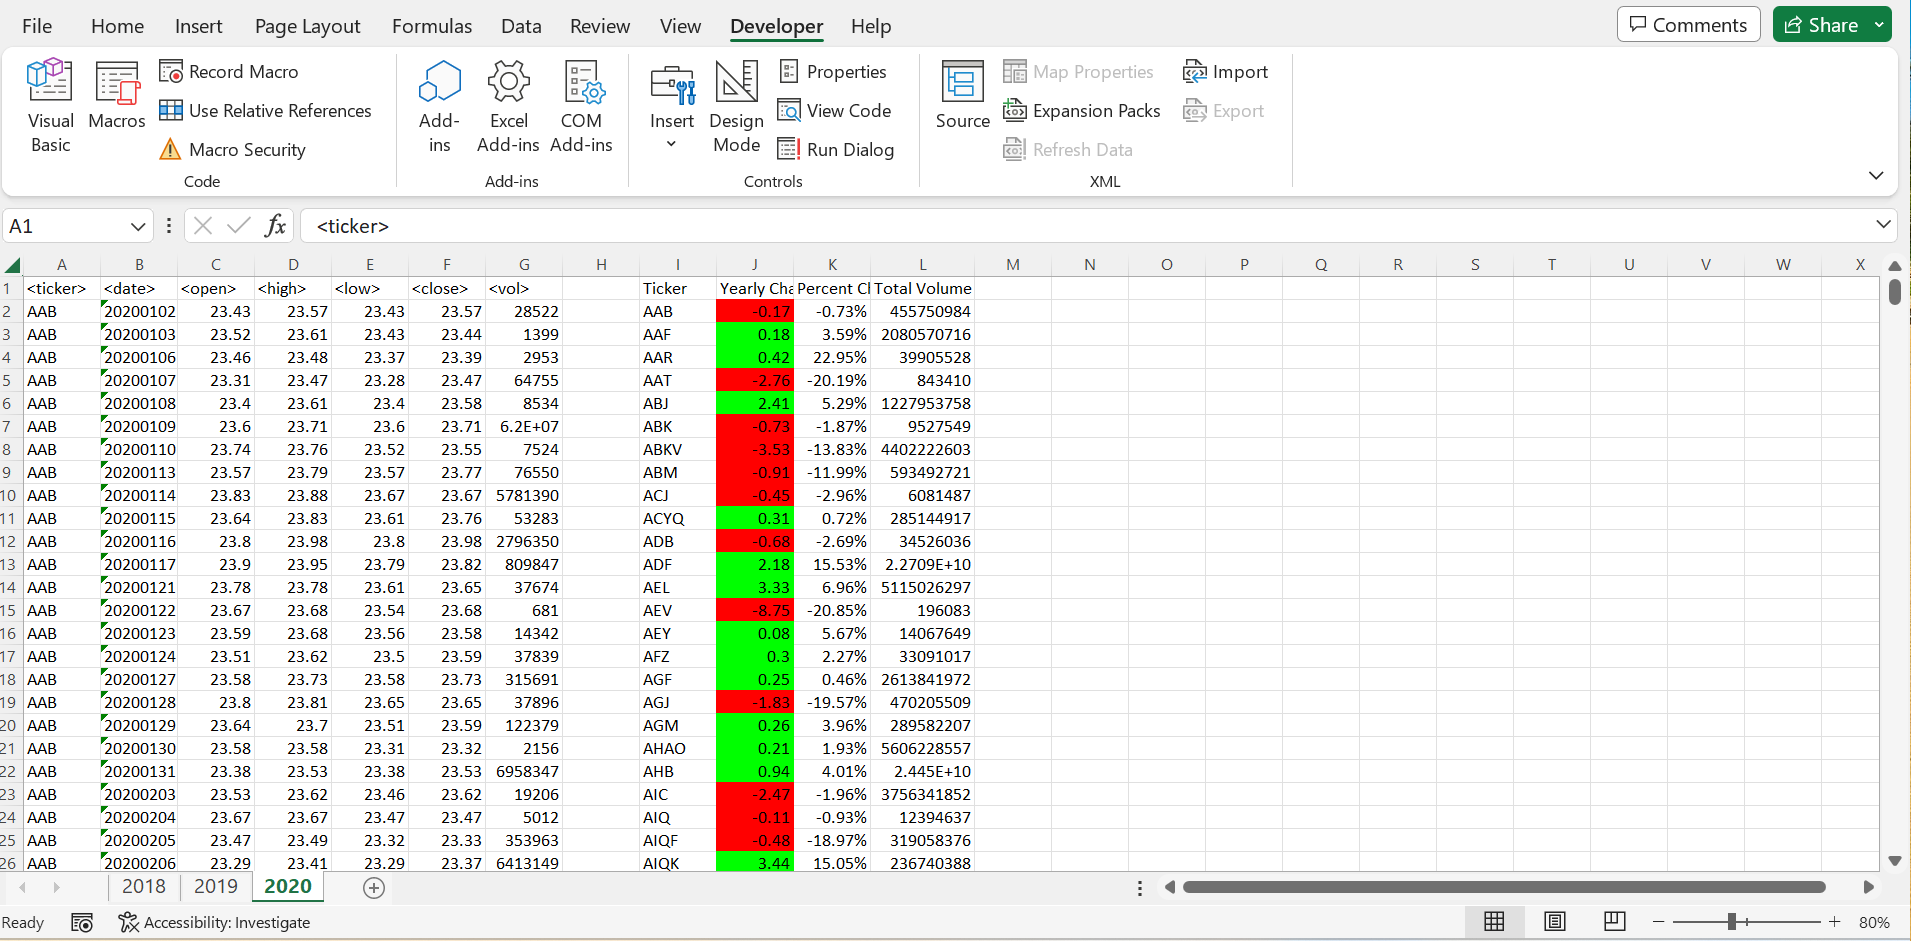 File Home Insert Page Layout Formulas Data Review View Developer Help Comments Share
Visual Basic
Macros
Record Macro
Use Relative References
Macro Security
Code
Add-ins
Excel Add-ins
COM Add-ins
Add-ins
Insert
Design Mode
Properties
View Code
Run Dialog
Controls
Source
Map Properties
Expansion Packs
Refresh Data
Import
Export
XML
A1 fx <ticker>
A B C D E F G H I J K L M N O P Q R S T U V W X
1 <ticker> <date> <open> <high> <low> <close> <vol> Ticker Yearly Cha Percent Cl Total Volume
2 AAB 20200102 23.43 23.57 23.43 23.57 28522 AAB -0.17 -0.73% 455750984
3 AAB 20200103 23.52 23.61 23.43 23.44 1399 AAF 0.18 3.59% 2080570716
4 AAB 20200106 23.46 23.48 23.37 23.39 2953 AAR 0.42 22.95% 39905528
5 AAB 20200107 23.31 23.47 23.28 23.47 64755 AAT -2.76 -20.19% 843410
6 AAB 20200108 23.4 23.61 23.4 23.58 8534 ABJ 2.41 5.29% 1227953758
7 AAB 20200109 23.6 23.71 23.6 23.71 6.2E+07 ABK -0.73 -1.87% 9527549
8 AAB 20200110 23.74 23.76 23.52 23.55 7524 ABKV -3.53 -13.83% 4402222603
9 AAB 20200113 23.57 23.79 23.57 23.77 76550 ABM -0.91 -11.99% 593492721
10 AAB 20200114 23.83 23.88 23.67 23.67 5781390 ACJ -0.45 -2.96% 6081487
11 AAB 20200115 23.64 23.83 23.61 23.76 53283 ACYQ 0.31 0.72% 285144917
12 AAB 20200116 23.8 23.98 23.8 23.98 2796350 ADB -0.68 -2.69% 34526036
13 AAB 20200117 23.9 23.95 23.79 23.82 809847 ADF 2.18 15.53% 2.2709E+10
14 AAB 20200121 23.78 23.78 23.61 23.65 37674 AEL 3.33 6.96% 5115026297
15 AAB 20200122 23.67 23.68 23.54 23.68 681 AEV -8.75 -20.85% 196083
16 AAB 20200123 23.59 23.68 23.56 23.58 14342 AEY 0.08 5.67% 14067649
17 AAB 20200124 23.51 23.62 23.5 23.59 37839 AFZ 0.3 2.27% 33091017
18 AAB 20200127 23.58 23.73 23.58 23.73 315691 AGF 0.25 0.46% 2613841972
19 AAB 20200128 23.8 23.81 23.65 23.65 37896 AGJ -1.83 -19.57% 470205509
20 AAB 20200129 23.64 23.7 23.51 23.59 122379 AGM 0.26 3.96% 289582207
21 AAB 20200130 23.58 23.58 23.31 23.32 2156 AHAO 0.21 1.93% 5606228557
22 AAB 20200131 23.38 23.53 23.38 23.53 6958347 AHB 0.94 4.01% 2.445E+10
23 AAB 20200203 23.53 23.62 23.46 23.62 19206 AIC -2.47 -1.96% 3756341852
24 AAB 20200204 23.67 23.67 23.47 23.47 5012 AIQ -0.11 -0.93% 12394637
25 AAB 20200205 23.47 23.49 23.32 23.33 353963 AIQF -0.48 -18.97% 319058376
26 AAB 20200206 23.29 23.41 23.29 23.37 6413149 AIQK 3.44 15.05% 236740388
2018 2019 2020
Ready Accessibility: Investigate 80%